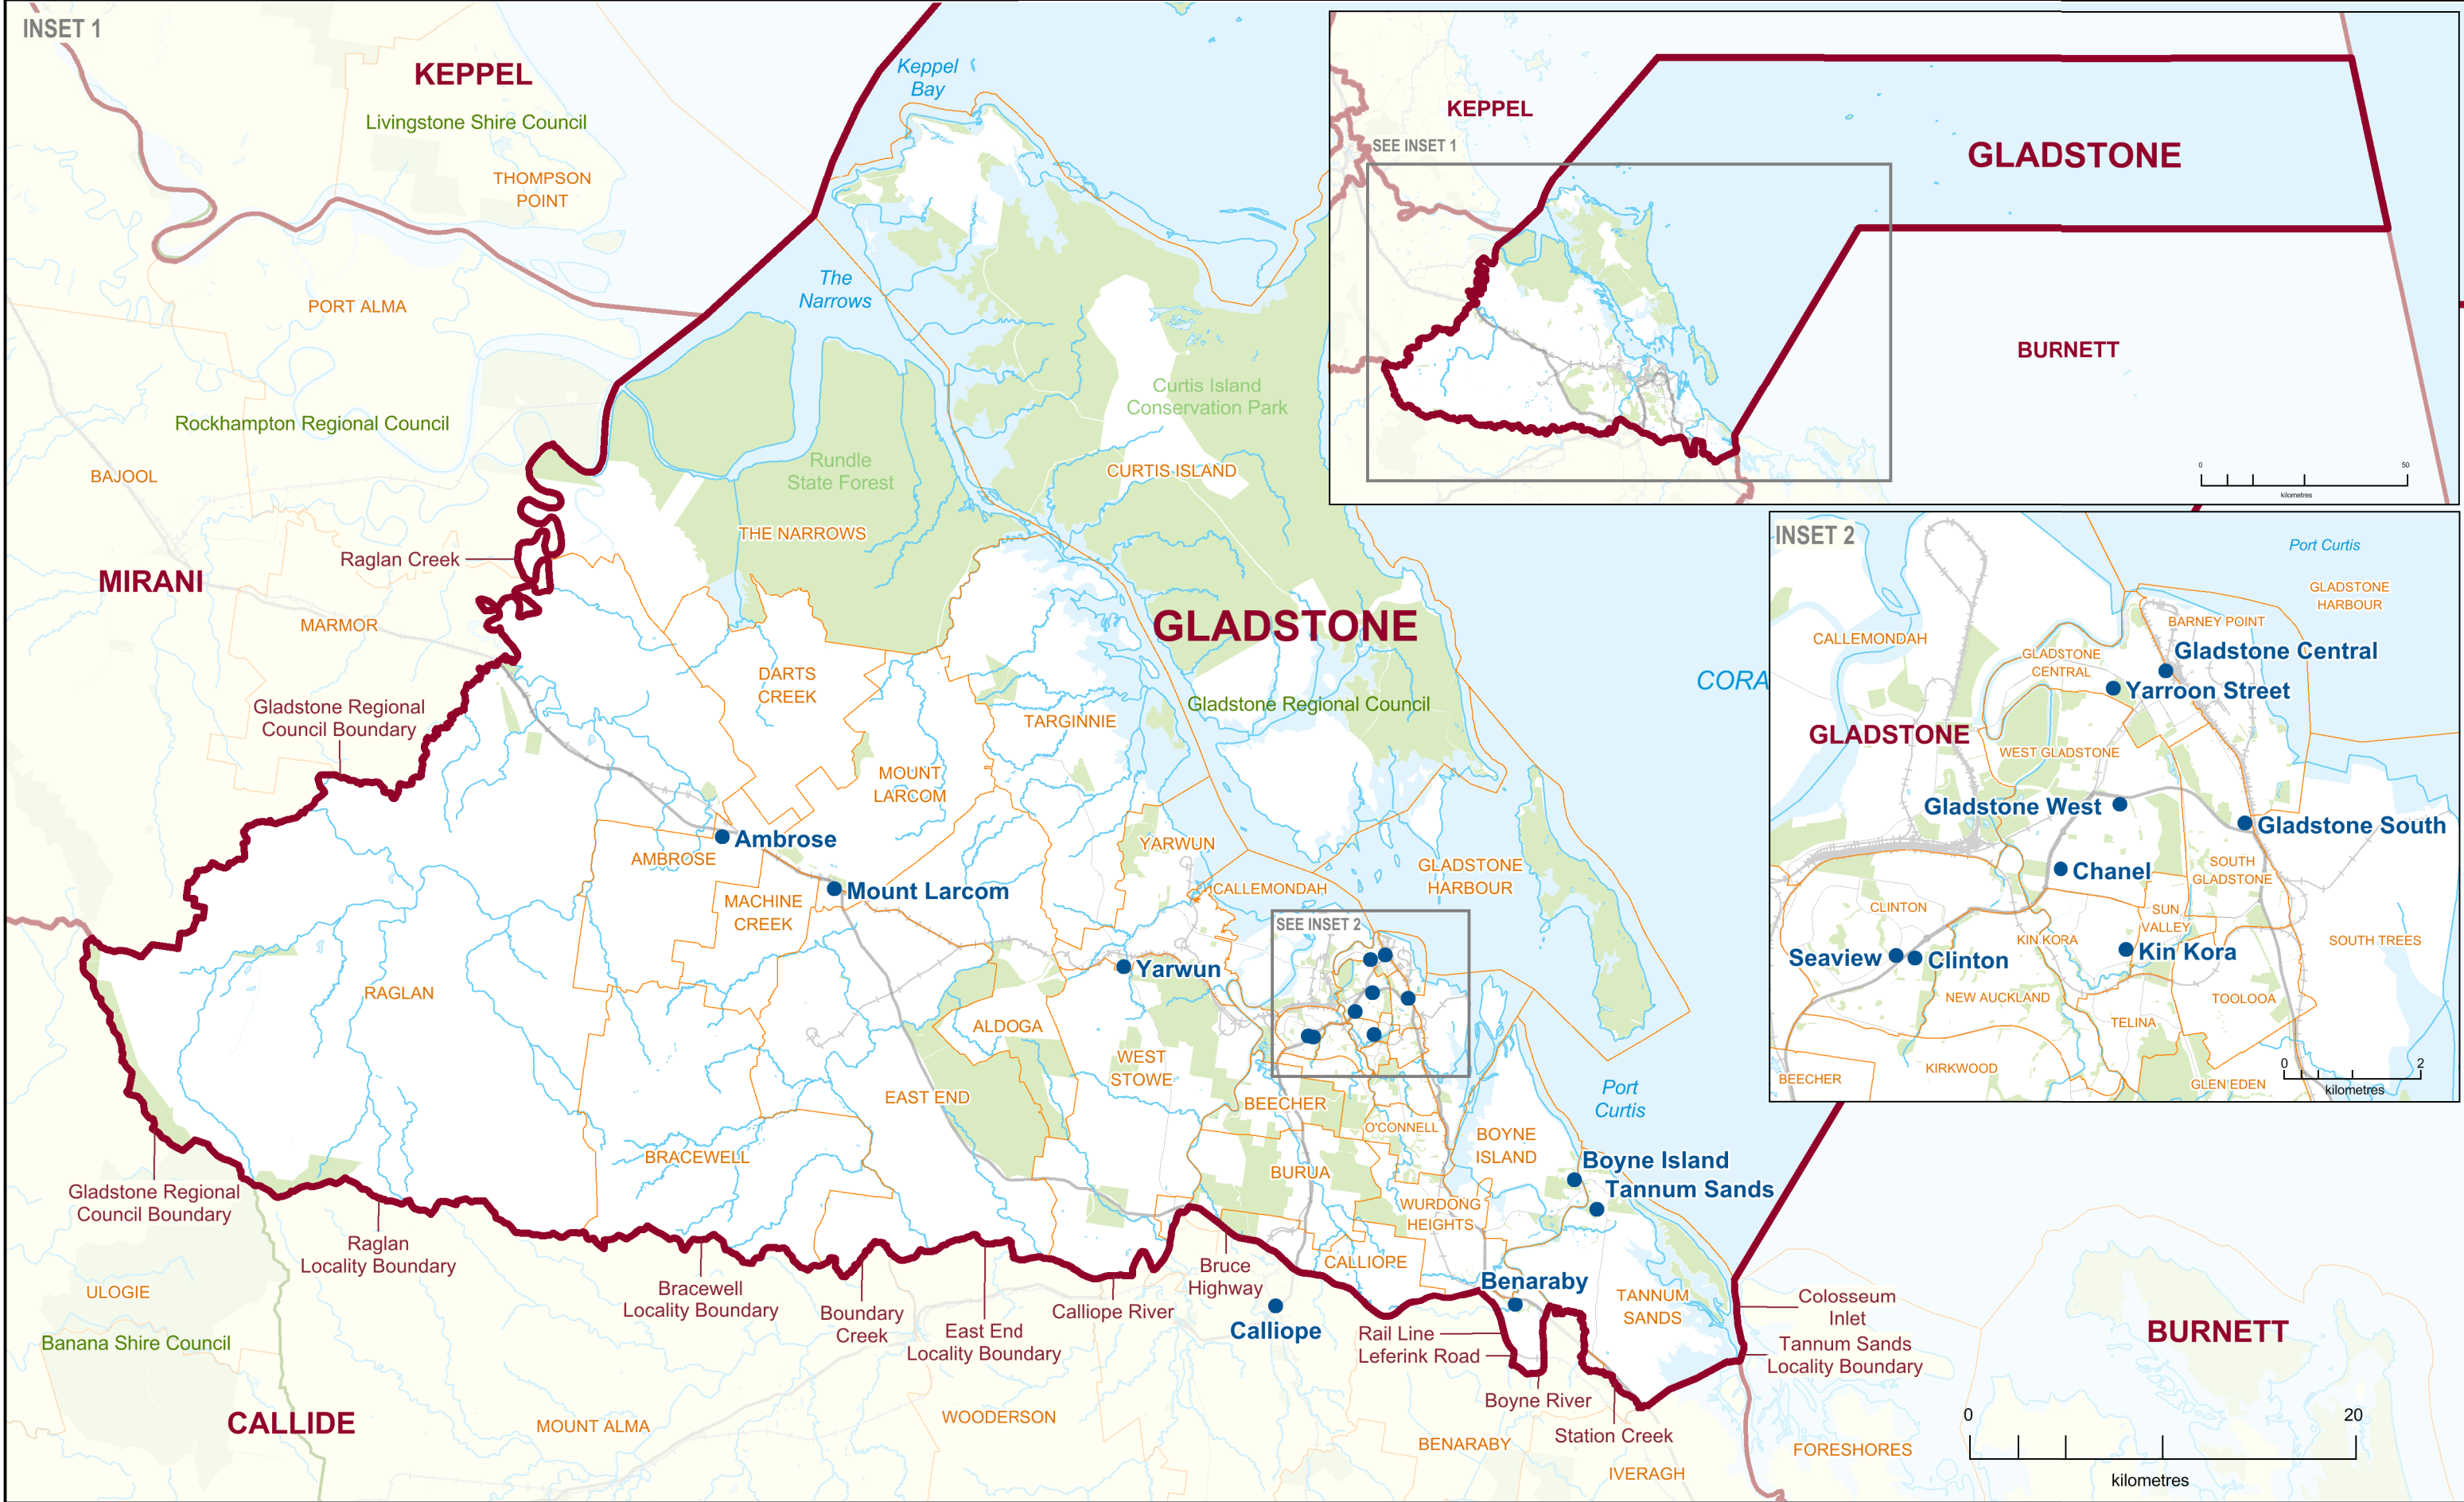 INSET 1
KEPPEL
Livingstone Shire Council
THOMPSON
POINT
Keppel
Bay
The
Narrows
PORT ALMA
Rockhampton Regional Council
BAJOOL
Curtis Island
Conservation Park
Rundle
State Forest
CURTIS ISLAND
THE NARROWS
Raglan Creek
MIRANI
MARMOR
GLADSTONE
Gladstone Regional Council
CORA
Gladstone Regional
Council Boundary
DARTS
CREEK
TARGINNIE
MOUNT
LARCOM
Ambrose
AMBROSE
YARWUN
Mount Larcom
MACHINE
CREEK
CALLEMONDAH
GLADSTONE
HARBOUR
SEE INSET 2
Yarwun
RAGLAN
ALDOGA
WEST
STOWE
EAST END
BEECHER
O'CONNELL
Port
Curtis
BOYNE
ISLAND
BRACEWELL
BURUA
Boyne Island
Tannum Sands
WURDONG
HEIGHTS
Gladstone Regional
Council Boundary
Raglan
Locality Boundary
Bracewell
Locality Boundary
Boundary
Creek
East End
Locality Boundary
Calliope River
Bruce
Highway
CALLIOPE
Benaraby
TANNUM
SANDS
Calliope
Rail Line
Leferink Road
Boyne River
Station Creek
Colosseum
Inlet
Tannum Sands
Locality Boundary
ULOGIE
Banana Shire Council
CALLIDE
MOUNT ALMA
WOODERSON
BENARABY
IVERAGH
FORESHORES
BURNETT
0 20
kilometres
KEPPEL
SEE INSET 1
GLADSTONE
BURNETT
0 50
kilometres
INSET 2
Port Curtis
GLADSTONE
HARBOUR
CALLEMONDAH
BARNEY POINT
GLADSTONE
CENTRAL
Gladstone Central
Yarroon Street
GLADSTONE
WEST GLADSTONE
Gladstone West
Gladstone South
Chanel
SOUTH
GLADSTONE
CLINTON
SUN
VALLEY
KIN KORA
SOUTH TREES
Seaview
Clinton
Kin Kora
NEW AUCKLAND
TOOLOOA
TELINA
KIRKWOOD
BEECHER
GLEN EDEN
0 2
kilometres